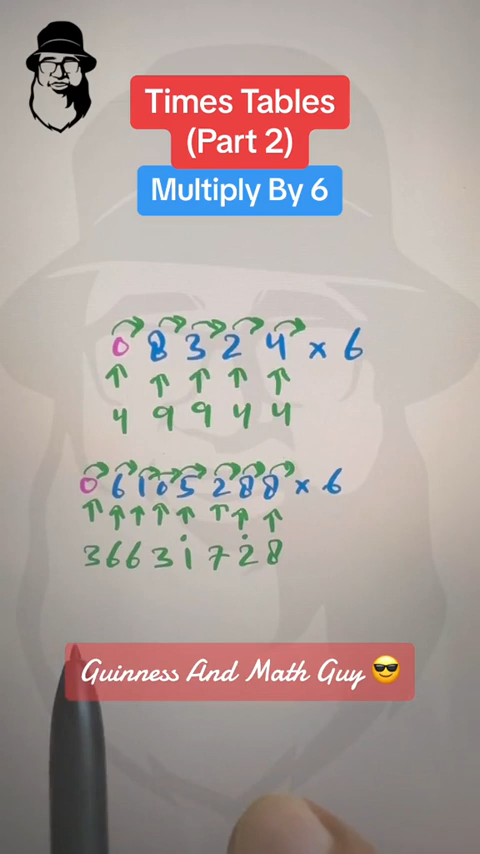 Times Tables
(Part 2)
Multiply By 6
0 8 3 2 4 × 6
4 9 9 4 4
0 6 1 0 5 2 8 8 × 6
3 6 6 3 1 7 2 8
Guinness And Math Guy 😎